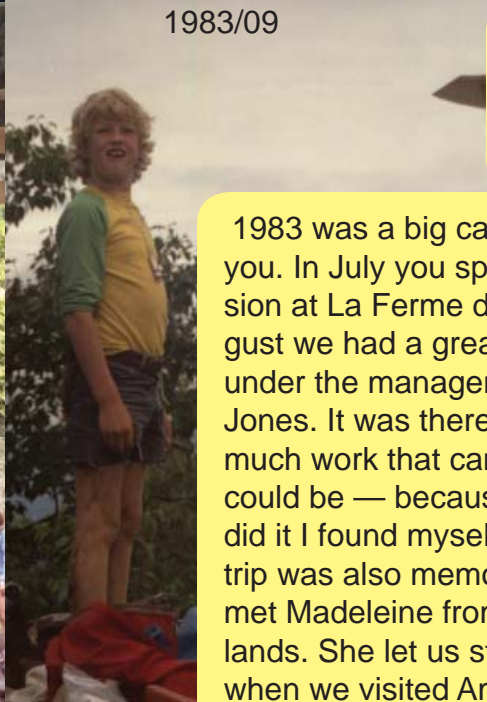 1983/09
1983 was a big ca
you. In July you sp
sion at La Ferme d
gust we had a grea
under the manage
Jones. It was there
much work that ca
could be — becaus
did it I found mysel
trip was also memo
met Madeleine fro
lands. She let us s
when we visited A